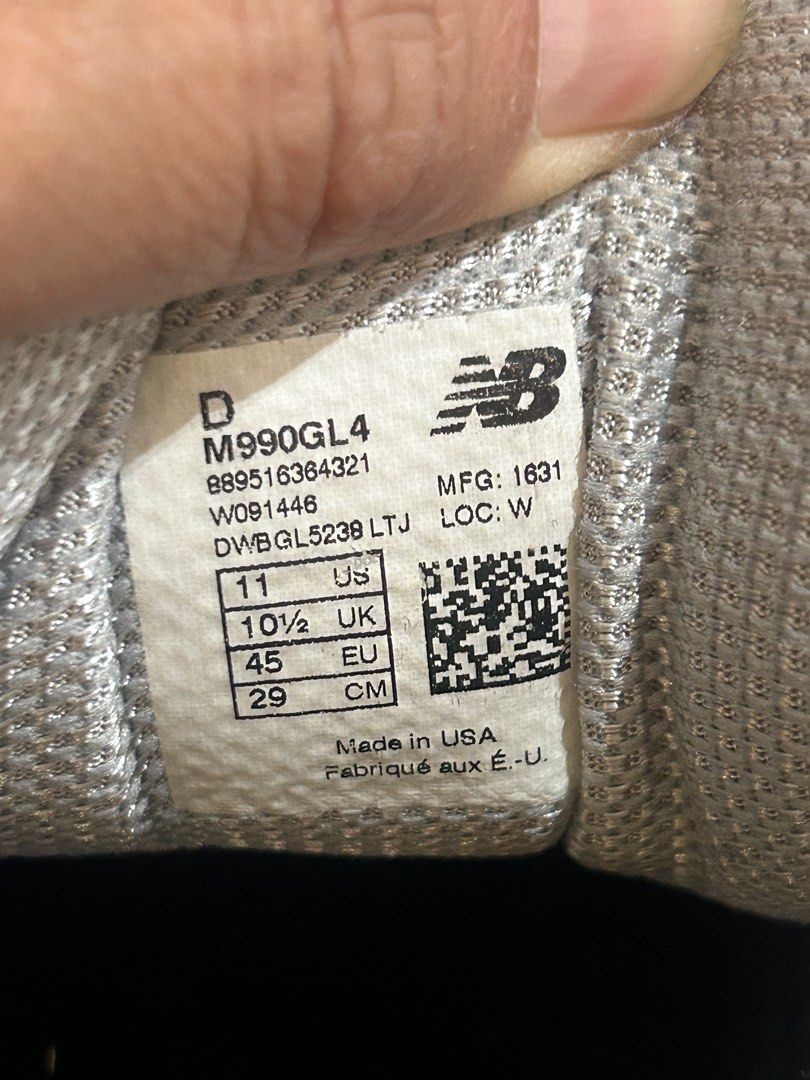 D
NB
M990GL4
889516364321
MFG: 1631
W091446
LOC: W
DWBGL5238 LTJ
11 US
10½ UK
45 EU
29 CM
Made in USA
Fabriqué aux É.-U.